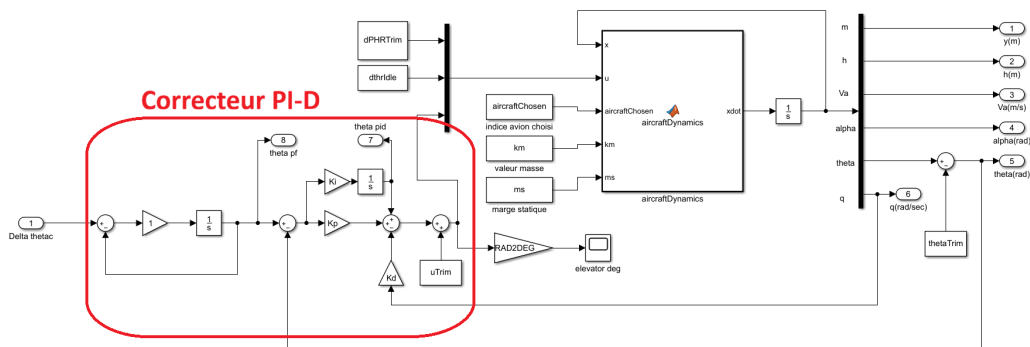 Correcteur PI-D
dPHRTrim
dthrIdle
x
u
aircraftChosen
km
ms
aircraftDynamics
xdot
aircraftDynamics
aircraftChosen
indice avion choisi
km
valeur masse
ms
marge statique
1
s
m
h
Va
alpha
theta
q
1
y(m)
2
h(m)
3
Va(m/s)
4
alpha(rad)
5
theta(rad)
6
q(rad/sec)
thetaTrim
8
theta pf
theta pid
7
1
Delta thetac
1
1
s
Ki
1
s
Kp
Kd
uTrim
RAD2DEG
elevator deg